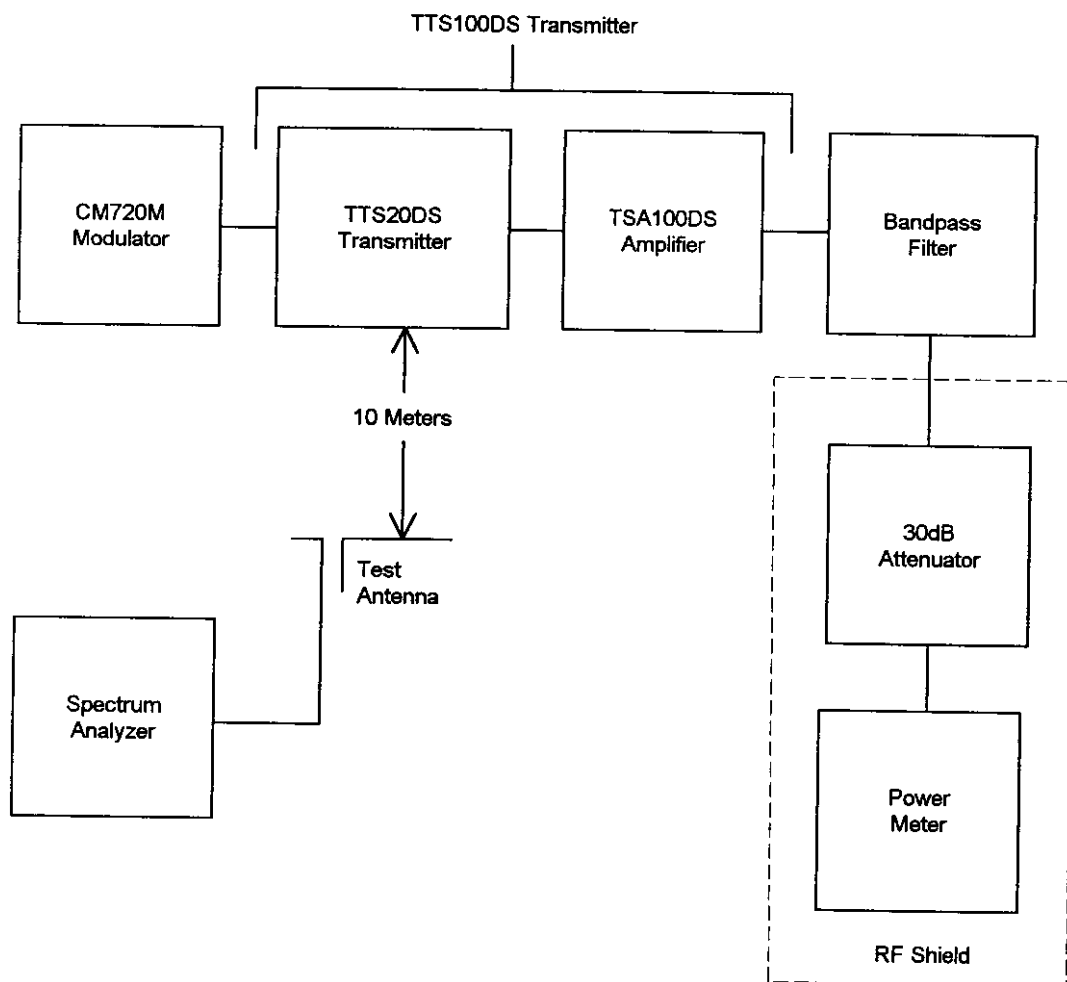 TTS100DS Transmitter
CM720M
Modulator
TTS20DS
Transmitter
TSA100DS
Amplifier
Bandpass
Filter
10 Meters
30dB
Attenuator
Test
Antenna
Spectrum
Analyzer
Power
Meter
RF Shield